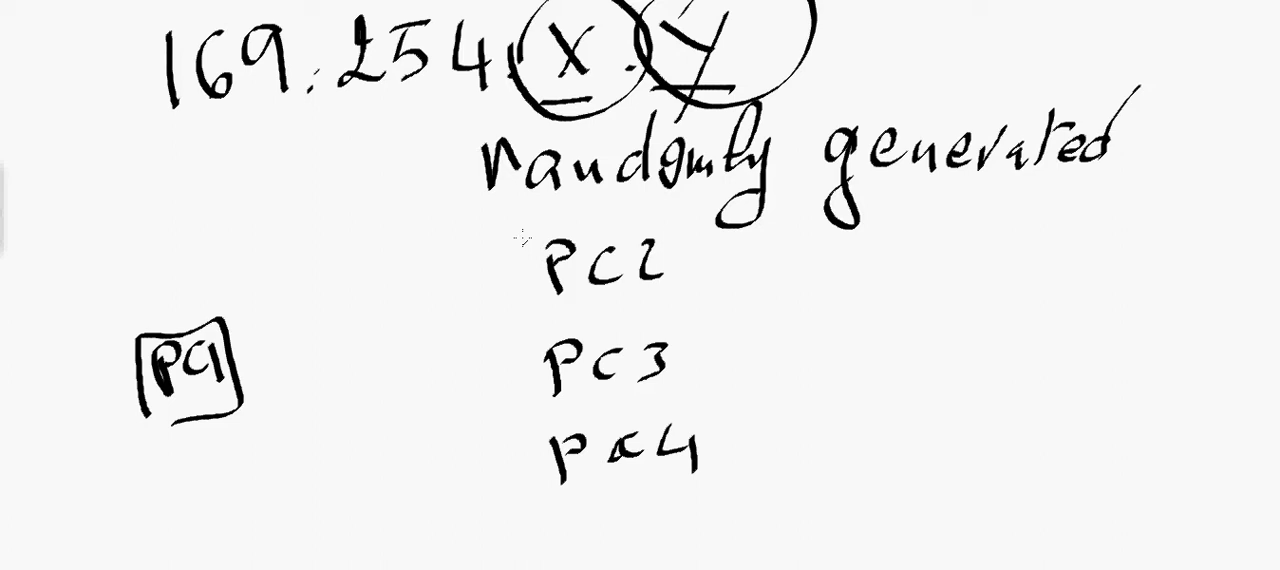 169.254.X.Y
randomly generated
PC2
PC1
PC3
PC4